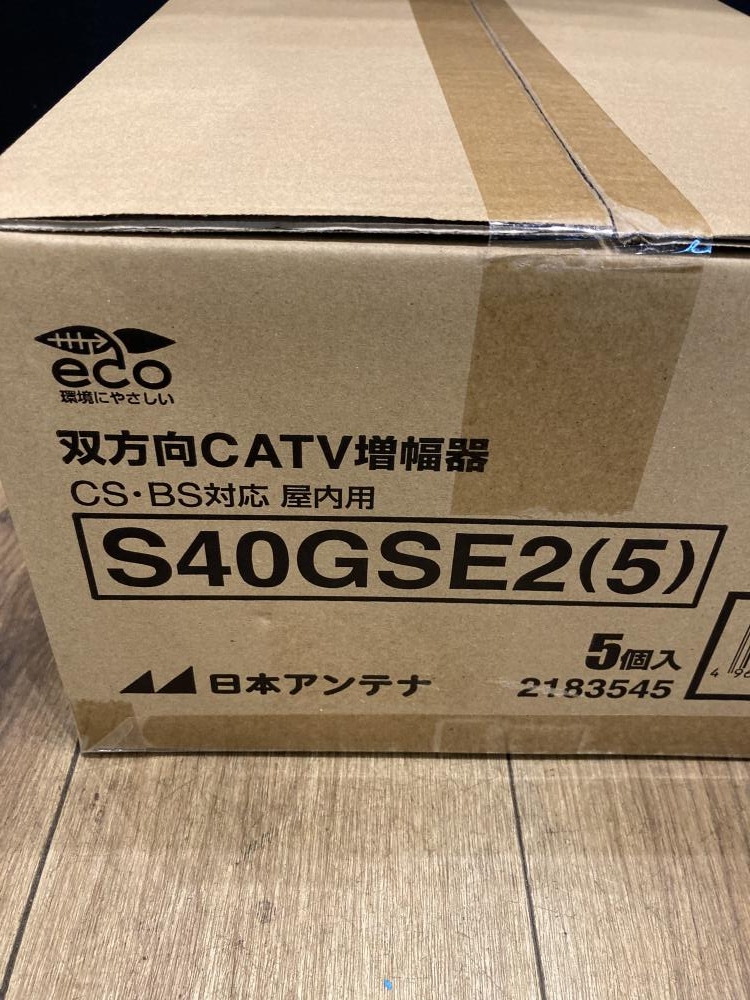 eco
環境にやさしい
双方向CATV増幅器
CS・BS対応 屋内用
S40GSE2(5)
5個入
日本アンテナ
2183545
4 96